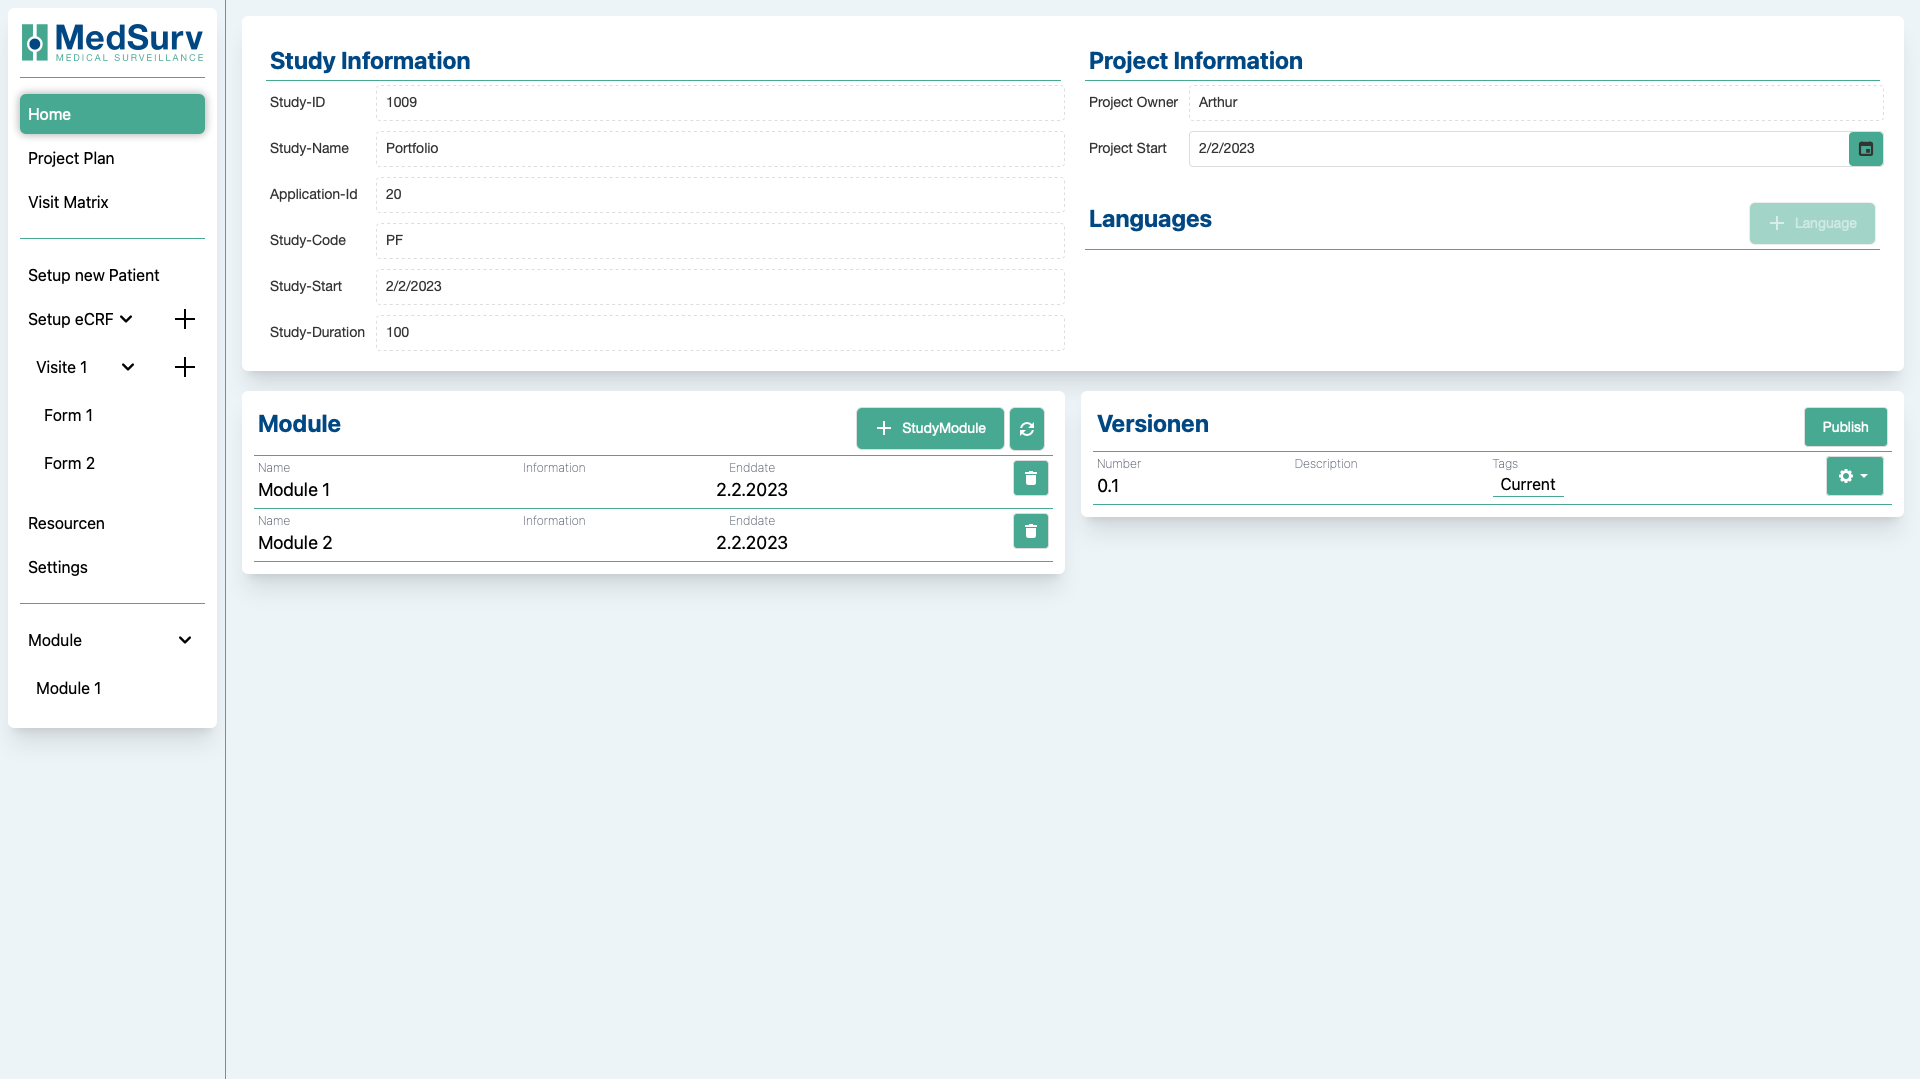 MedSurv
MEDICAL SURVEILLANCE
Home
Project Plan
Visit Matrix
Setup new Patient
Setup eCRF
Visite 1
Form 1
Form 2
Resourcen
Settings
Module
Module 1
Study Information
Study-ID 1009
Study-Name Portfolio
Application-Id 20
Study-Code PF
Study-Start 2/2/2023
Study-Duration 100
Project Information
Project Owner Arthur
Project Start 2/2/2023
Languages
Language
Module
StudyModule
Name Information Enddate
Module 1 2.2.2023
Name Information Enddate
Module 2 2.2.2023
Versionen
Publish
Number Description Tags
0.1 Current